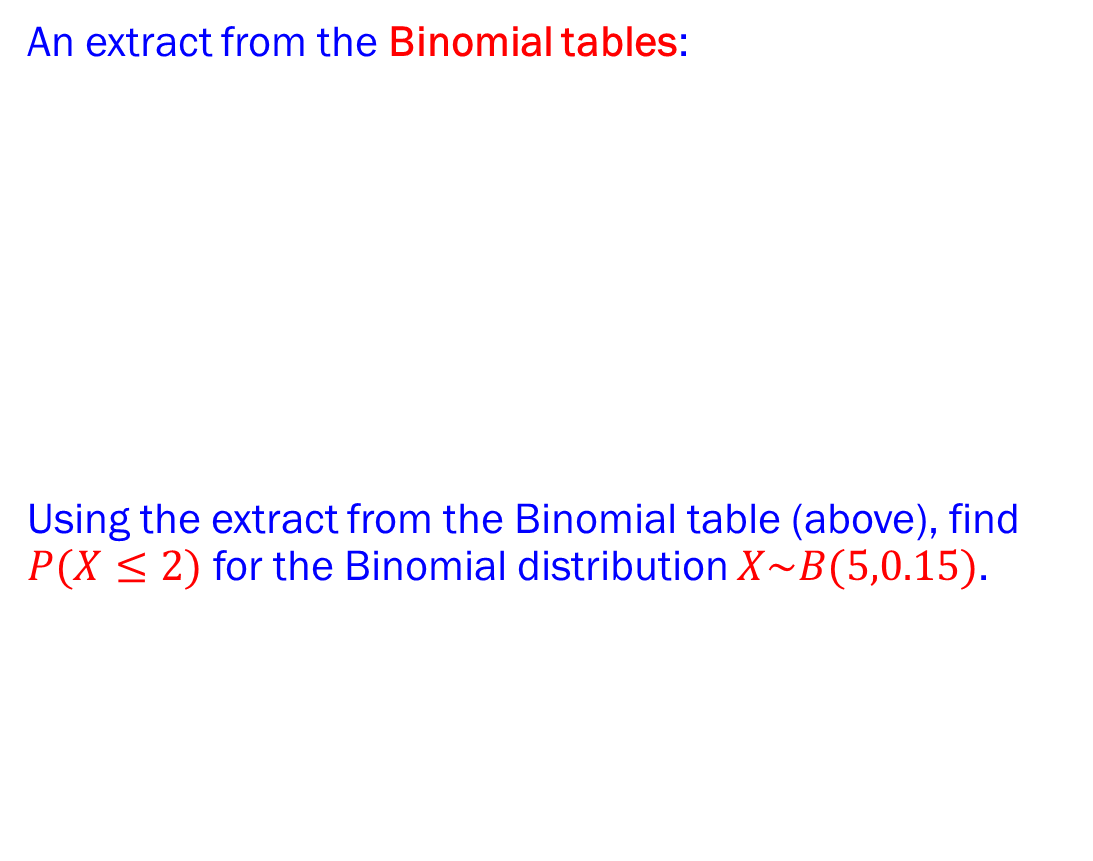 An extract from the Binomial tables:
Using the extract from the Binomial table (above), find
𝑃(𝑋 ≤ 2) for the Binomial distribution 𝑋~𝐵(5,0.15).